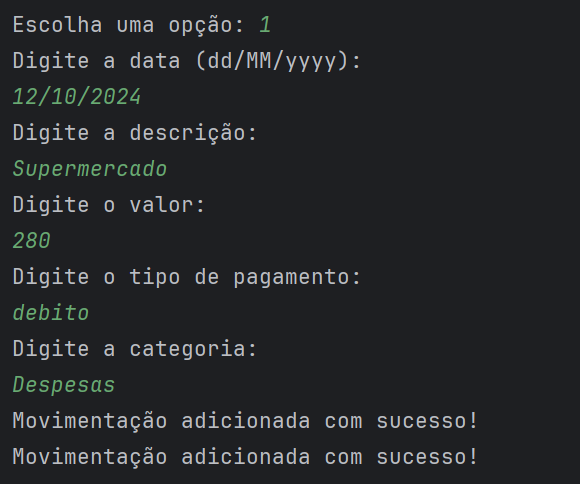 Escolha uma opção: 1
Digite a data (dd/MM/yyyy):
12/10/2024
Digite a descrição:
Supermercado
Digite o valor:
280
Digite o tipo de pagamento:
debito
Digite a categoria:
Despesas
Movimentação adicionada com sucesso!
Movimentação adicionada com sucesso!